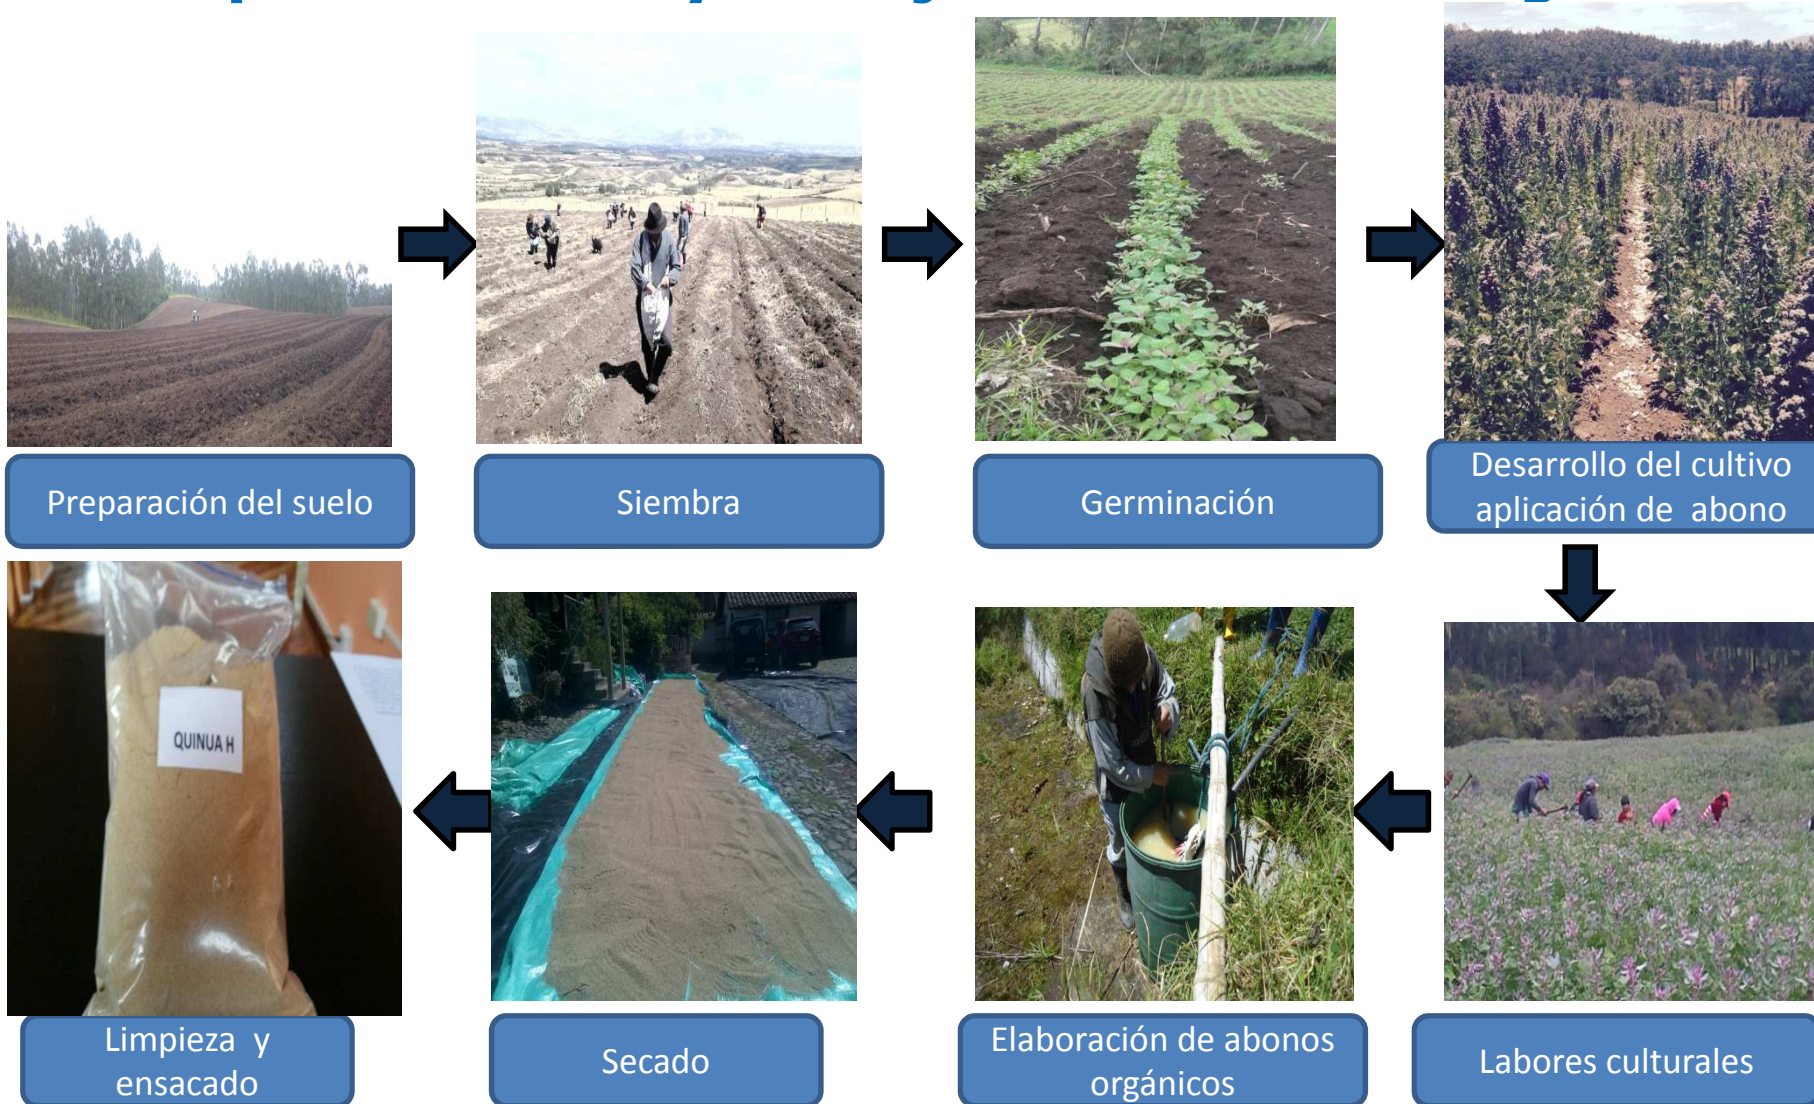 Preparación del suelo
Siembra
Germinación
Desarrollo del cultivo
aplicación de  abono
QUINUA H
Limpieza  y
ensacado
Secado
Elaboración de abonos
orgánicos
Labores culturales